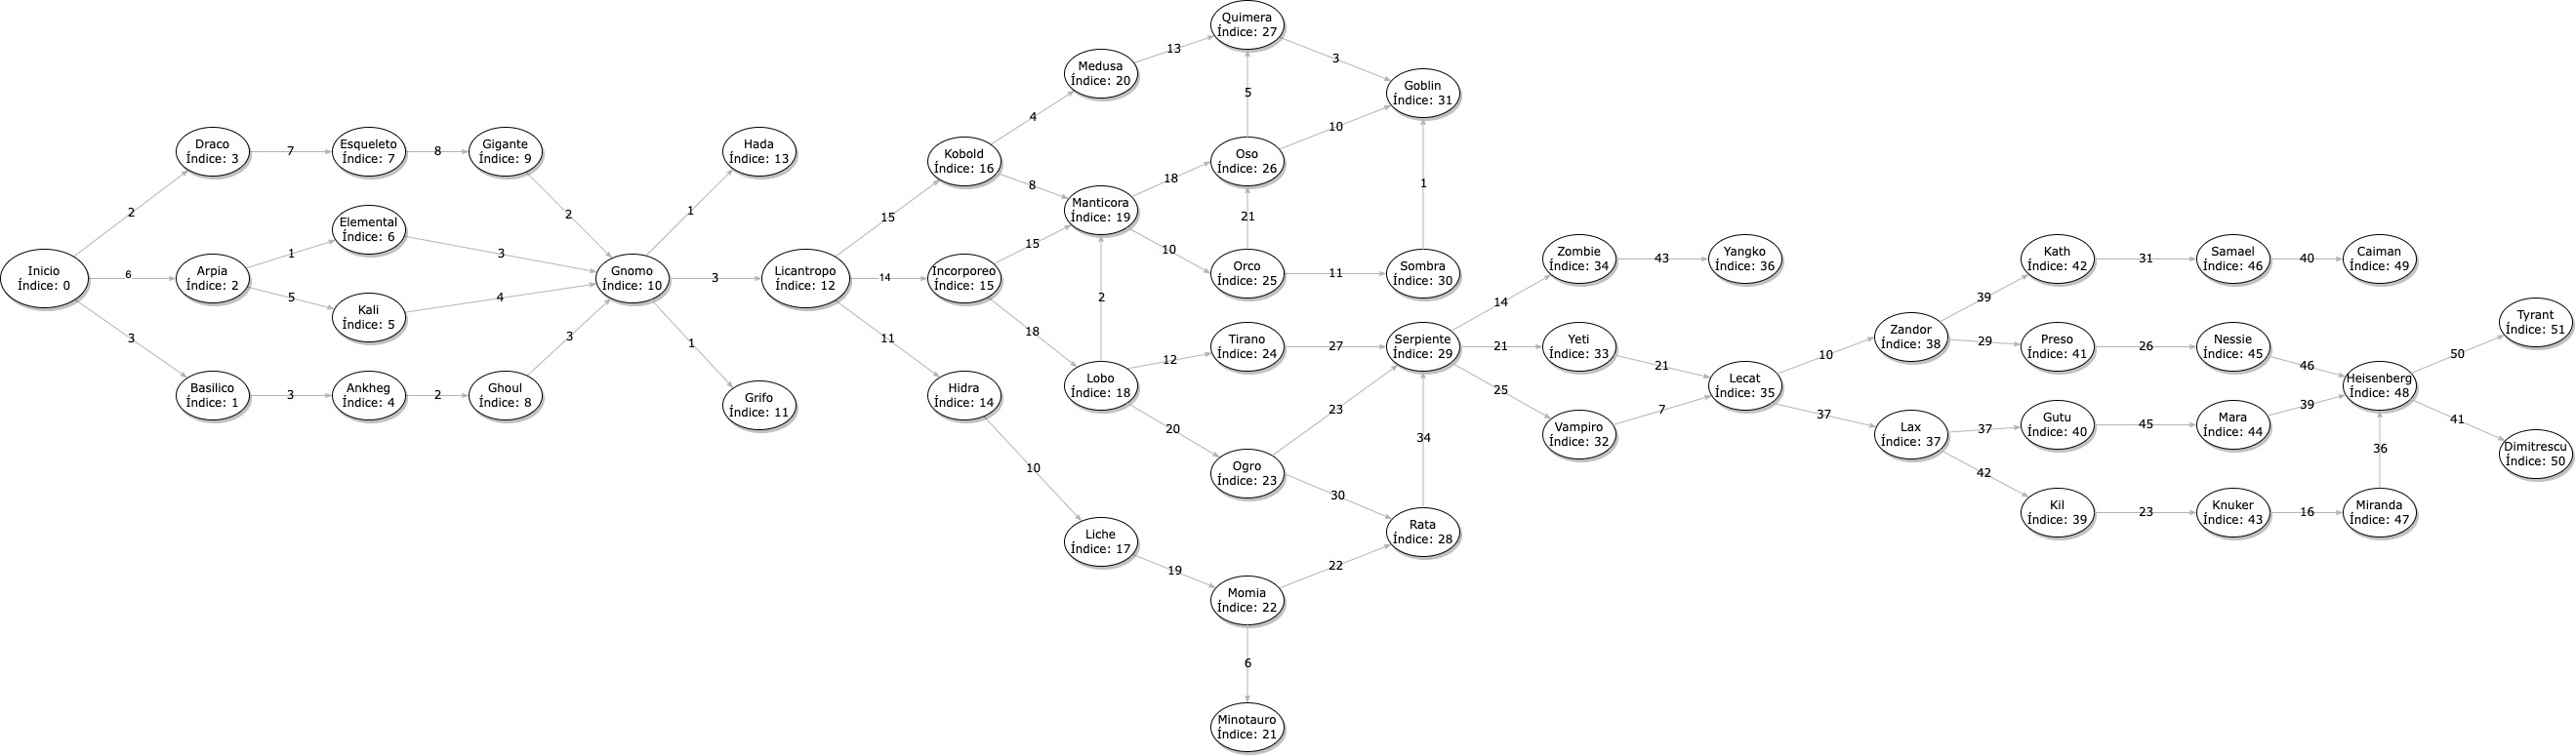 Quimera
Índice: 27
13
3
Medusa
Índice: 20
Goblin
Índice: 31
5
4
10
Draco
Índice: 3
7
Esqueleto
Índice: 7
8
Gigante
Índice: 9
Hada
Índice: 13
Kobold
Índice: 16
Oso
Índice: 26
8
18
1
2
2
1
15
Manticora
Índice: 19
21
Elemental
Índice: 6
1
3
15
10
Zombie
Índice: 34
43
Yangko
Índice: 36
Kath
Índice: 42
31
Samael
Índice: 46
40
Caiman
Índice: 49
Inicio
Índice: 0
6
Arpia
Índice: 2
Gnomo
Índice: 10
3
Licantropo
Índice: 12
14
Incorporeo
Índice: 15
Orco
Índice: 25
11
Sombra
Índice: 30
5
4
2
14
39
Kali
Índice: 5
Tyrant
Índice: 51
3
3
1
11
18
Tirano
Índice: 24
27
Serpiente
Índice: 29
21
Yeti
Índice: 33
Zandor
Índice: 38
29
Preso
Índice: 41
26
Nessie
Índice: 45
12
21
10
46
50
Basilico
Índice: 1
3
Ankheg
Índice: 4
2
Ghoul
Índice: 8
Grifo
Índice: 11
Hidra
Índice: 14
Lobo
Índice: 18
25
Lecat
Índice: 35
Heisenberg
Índice: 48
20
23
7
37
39
41
34
Vampiro
Índice: 32
Lax
Índice: 37
37
Gutu
Índice: 40
45
Mara
Índice: 44
36
Dimitrescu
Índice: 50
10
Ogro
Índice: 23
30
42
Liche
Índice: 17
Rata
Índice: 28
Kil
Índice: 39
23
Knuker
Índice: 43
16
Miranda
Índice: 47
19
22
Momia
Índice: 22
6
Minotauro
Índice: 21